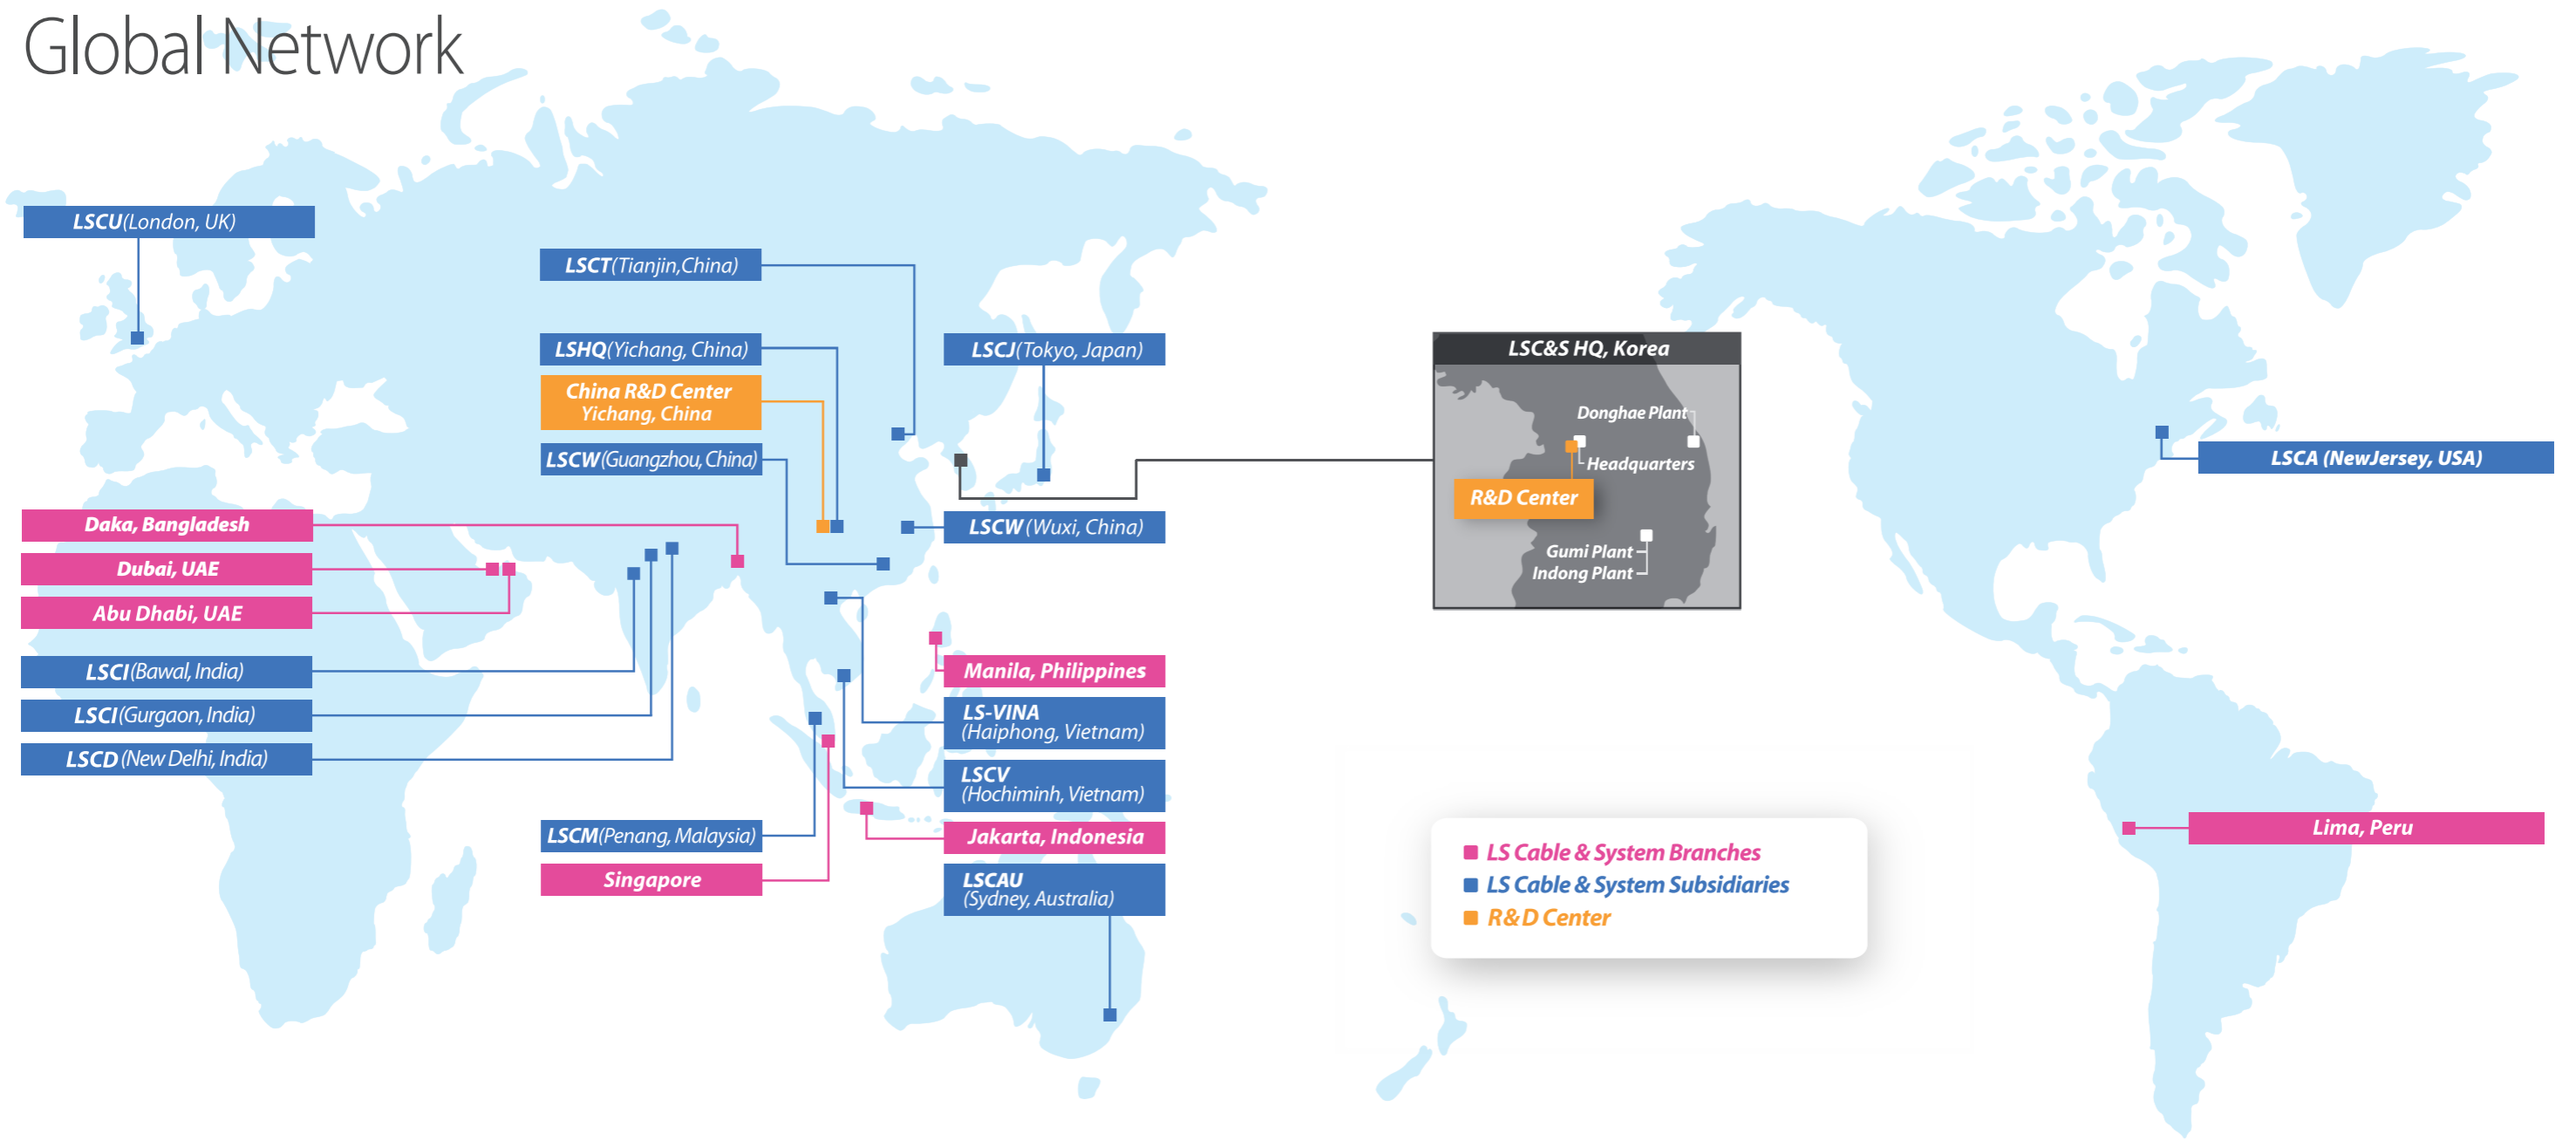 Global Network
LSCU(London, UK)
LSCT(Tianjin,China)
LSHQ(Yichang, China)
China R&D Center
Yichang, China
LSCW(Guangzhou, China)
LSCJ(Tokyo, Japan)
LSCW (Wuxi, China)
Daka, Bangladesh
Dubai, UAE
Abu Dhabi, UAE
LSCI(Bawal, India)
LSCI(Gurgaon, India)
LSCD(New Delhi, India)
LSCM(Penang, Malaysia)
Singapore
Manila, Philippines
LS-VINA
(Haiphong, Vietnam)
LSCV
(Hochiminh, Vietnam)
Jakarta, Indonesia
LSCAU
(Sydney, Australia)
LSC&S HQ, Korea
Donghae Plant
Headquarters
R&D Center
Gumi Plant
Indong Plant
LSCA (NewJersey, USA)
Lima, Peru
LS Cable & System Branches
LS Cable & System Subsidiaries
R&D Center